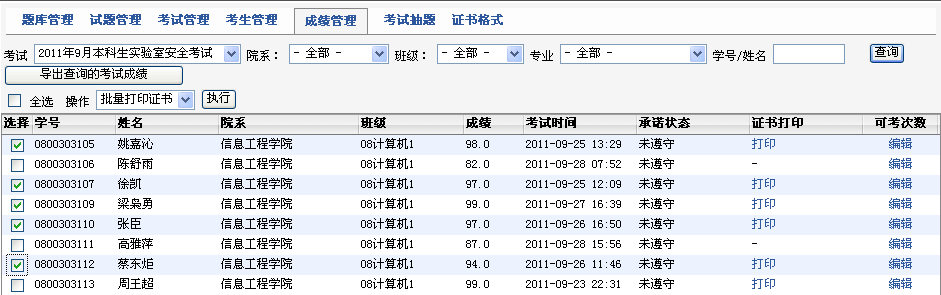 题库管理 试题管理 考试管理 考生管理 成绩管理 考试抽题 证书格式
考试 2011年9月本科生实验室安全考试 院系： - 全部 - 班级： - 全部 - 专业 - 全部 - 学号/姓名 查询
导出查询的考试成绩
全选 操作 批量打印证书 执行
选择 学号 姓名 院系 班级 成绩 考试时间 承诺状态 证书打印 可考次数
0800303105 姚嘉沁 信息工程学院 08计算机1 98.0 2011-09-25 13:29 未遵守 打印 编辑
0800303106 陈舒雨 信息工程学院 08计算机1 82.0 2011-09-28 07:52 未遵守 - 编辑
0800303107 徐凯 信息工程学院 08计算机1 97.0 2011-09-25 12:09 未遵守 打印 编辑
0800303109 梁枭勇 信息工程学院 08计算机1 99.0 2011-09-27 16:39 未遵守 打印 编辑
0800303110 张臣 信息工程学院 08计算机1 97.0 2011-09-26 16:50 未遵守 打印 编辑
0800303111 高雅萍 信息工程学院 08计算机1 87.0 2011-09-28 15:56 未遵守 - 编辑
0800303112 蔡东炬 信息工程学院 08计算机1 94.0 2011-09-26 11:46 未遵守 打印 编辑
0800303113 周王超 信息工程学院 08计算机1 99.0 2011-09-23 22:31 未遵守 打印 编辑